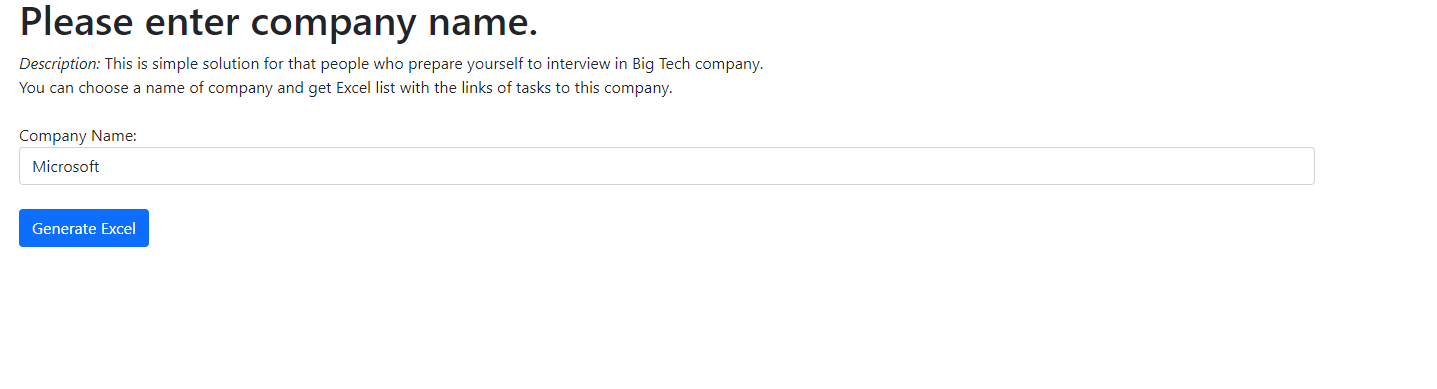 Please enter company name.
Description: This is simple solution for that people who prepare yourself to interview in Big Tech company.
You can choose a name of company and get Excel list with the links of tasks to this company.
Company Name:
Microsoft
Generate Excel